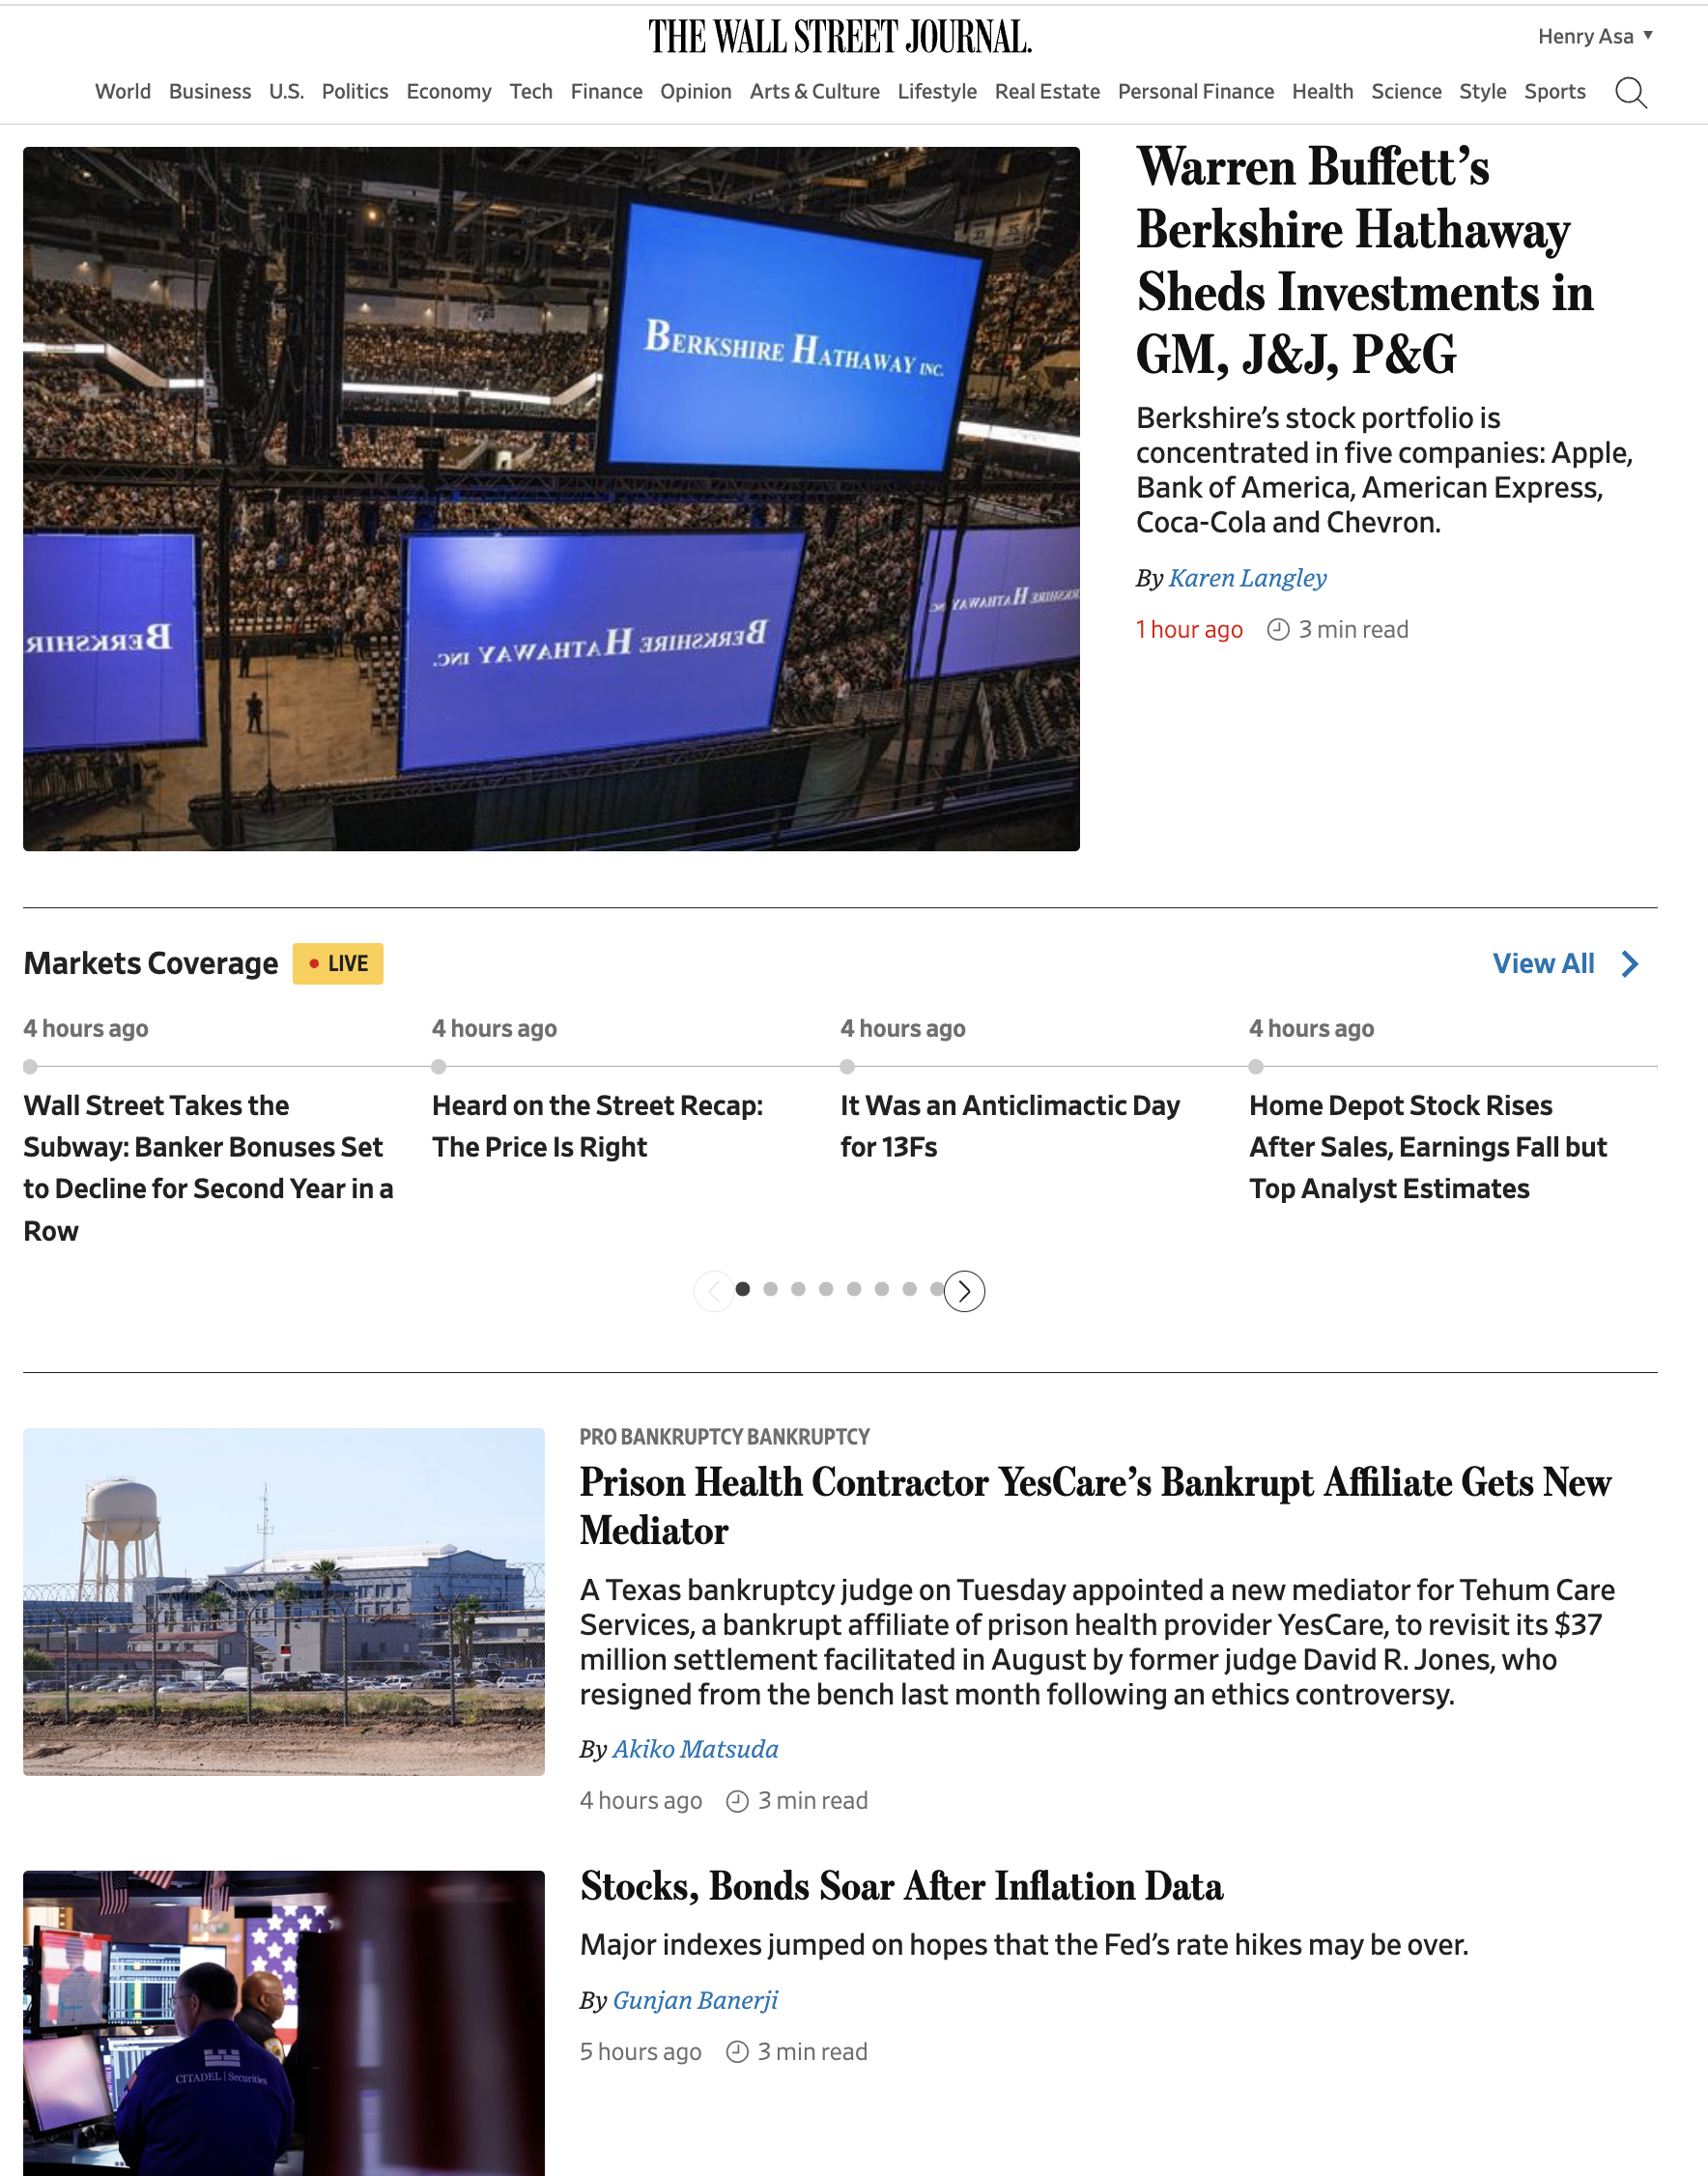 THE WALL STREET JOURNAL.
Henry Asa
World Business U.S. Politics Economy Tech Finance Opinion Arts & Culture Lifestyle Real Estate Personal Finance Health Science Style Sports
Warren Buffett’s
Berkshire Hathaway
Sheds Investments in
GM, J&J, P&G
Berkshire’s stock portfolio is
concentrated in five companies: Apple,
Bank of America, American Express,
Coca-Cola and Chevron.
By Karen Langley
1 hour ago 3 min read
BERKSHIRE HATHAWAY INC.
BERKSHIR
BERKSHIRE HATHAWAY INC.
BERKSHIRE HATHAWAY INC.
Markets Coverage • LIVE
View All
4 hours ago
Wall Street Takes the
Subway: Banker Bonuses Set
to Decline for Second Year in a
Row
4 hours ago
Heard on the Street Recap:
The Price Is Right
4 hours ago
It Was an Anticlimactic Day
for 13Fs
4 hours ago
Home Depot Stock Rises
After Sales, Earnings Fall but
Top Analyst Estimates
PRO BANKRUPTCY BANKRUPTCY
Prison Health Contractor YesCare’s Bankrupt Affiliate Gets New
Mediator
A Texas bankruptcy judge on Tuesday appointed a new mediator for Tehum Care
Services, a bankrupt affiliate of prison health provider YesCare, to revisit its $37
million settlement facilitated in August by former judge David R. Jones, who
resigned from the bench last month following an ethics controversy.
By Akiko Matsuda
4 hours ago 3 min read
Stocks, Bonds Soar After Inflation Data
Major indexes jumped on hopes that the Fed’s rate hikes may be over.
By Gunjan Banerji
5 hours ago 3 min read
CITADEL | Securities